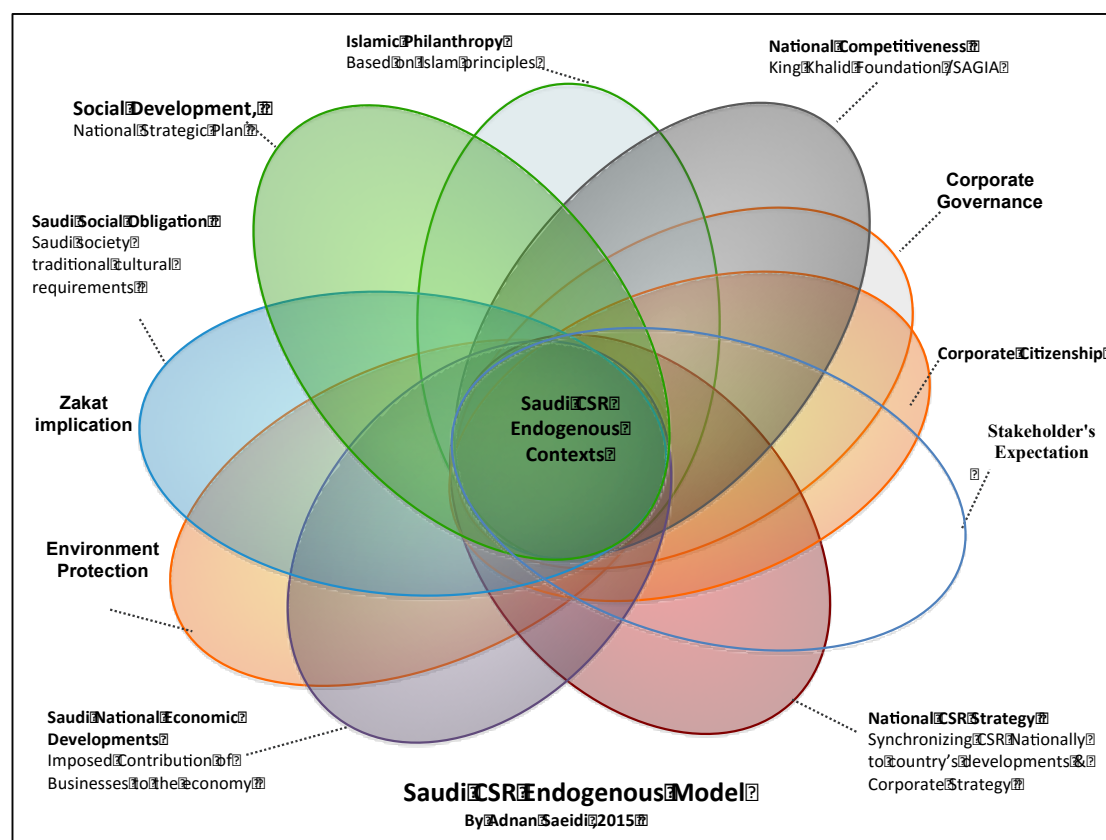 Islamic Philanthropy
Based on Islam principles
National Competitiveness
King Khalid Foundation /SAGIA
Social Development,
National Strategic Plan
Corporate
Governance
Saudi Social Obligation
Saudi society
traditional cultural
requirements
Corporate Citizenship
Zakat
implication
Saudi CSR
Endogenous
Contexts
Stakeholder's
Expectation
Environment
Protection
Saudi National Economic
Developments
Imposed Contribution of
Businesses to the economy
National CSR Strategy
Synchronizing CSR Nationally
to country's developments &
Corporate Strategy
Saudi CSR Endogenous Model
By Adnan Saeidi ,2015